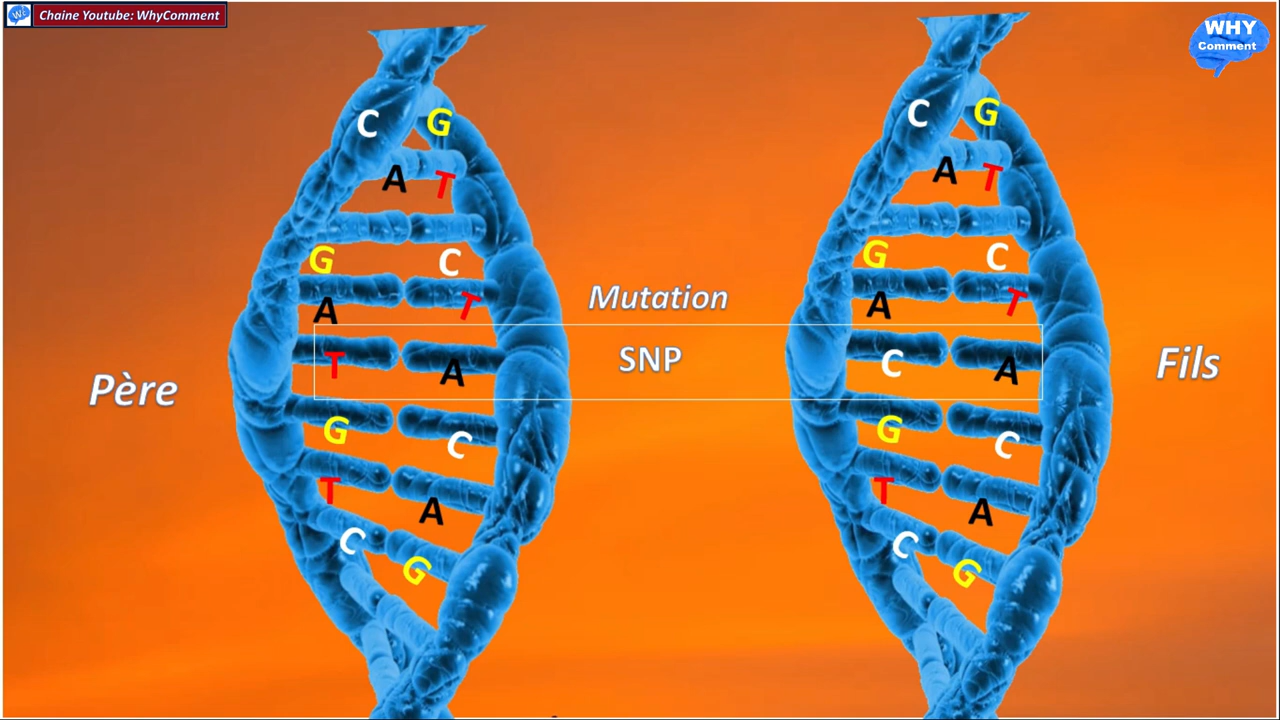 Chaine Youtube: WhyComment
WHY
Comment
C G
A T
G C
A T
T A
G C
T A
C G
Père
Mutation
SNP
C G
A T
G C
A T
C A
G C
T A
C G
Fils